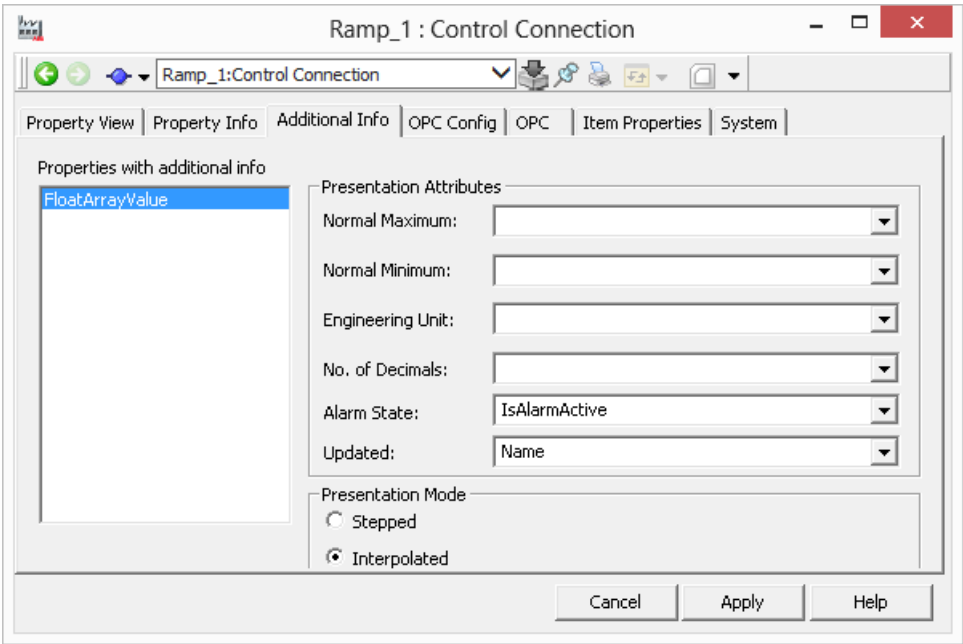 Ramp_1 : Control Connection
Ramp_1:Control Connection
Property View Property Info Additional Info OPC Config OPC Item Properties System
Properties with additional info
FloatArrayValue
Presentation Attributes
Normal Maximum:
Normal Minimum:
Engineering Unit:
No. of Decimals:
Alarm State: IsAlarmActive
Updated: Name
Presentation Mode
Stepped
Interpolated
Cancel Apply Help